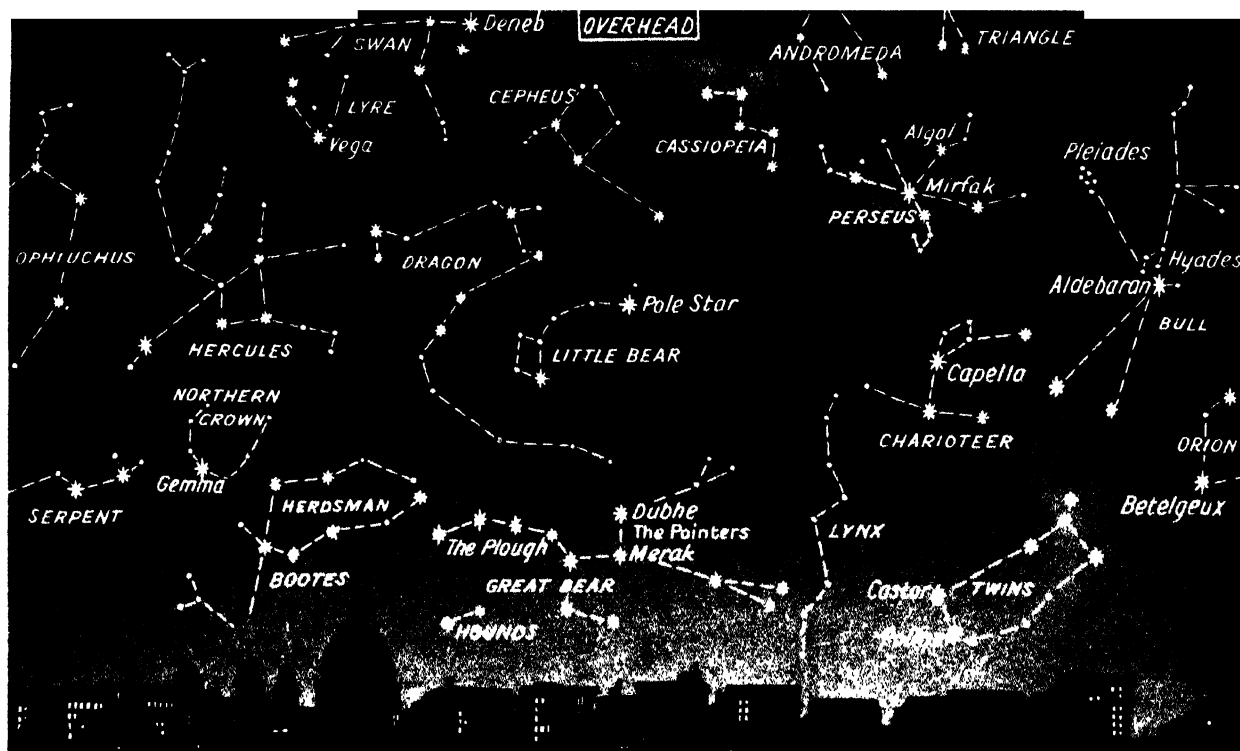 OVERHEAD
Deneb
SWAN
ANDROMEDA
TRIANGLE
LYRE
Vega
CEPHEUS
CASSIOPEIA
Algol
Mirfak
PERSEUS
Pleiades
OPHIUCHUS
DRAGON
Hyades
Aldebaran
BULL
Pole Star
HERCULES
LITTLE BEAR
Capella
NORTHERN
CROWN
CHARIOTEER
ORION
Gemma
SERPENT
HERDSMAN
BOOTES
Dubhe
The Pointers
Merak
The Plough
GREAT BEAR
HOUNDS
LYNX
Betelgeux
Castor
TWINS